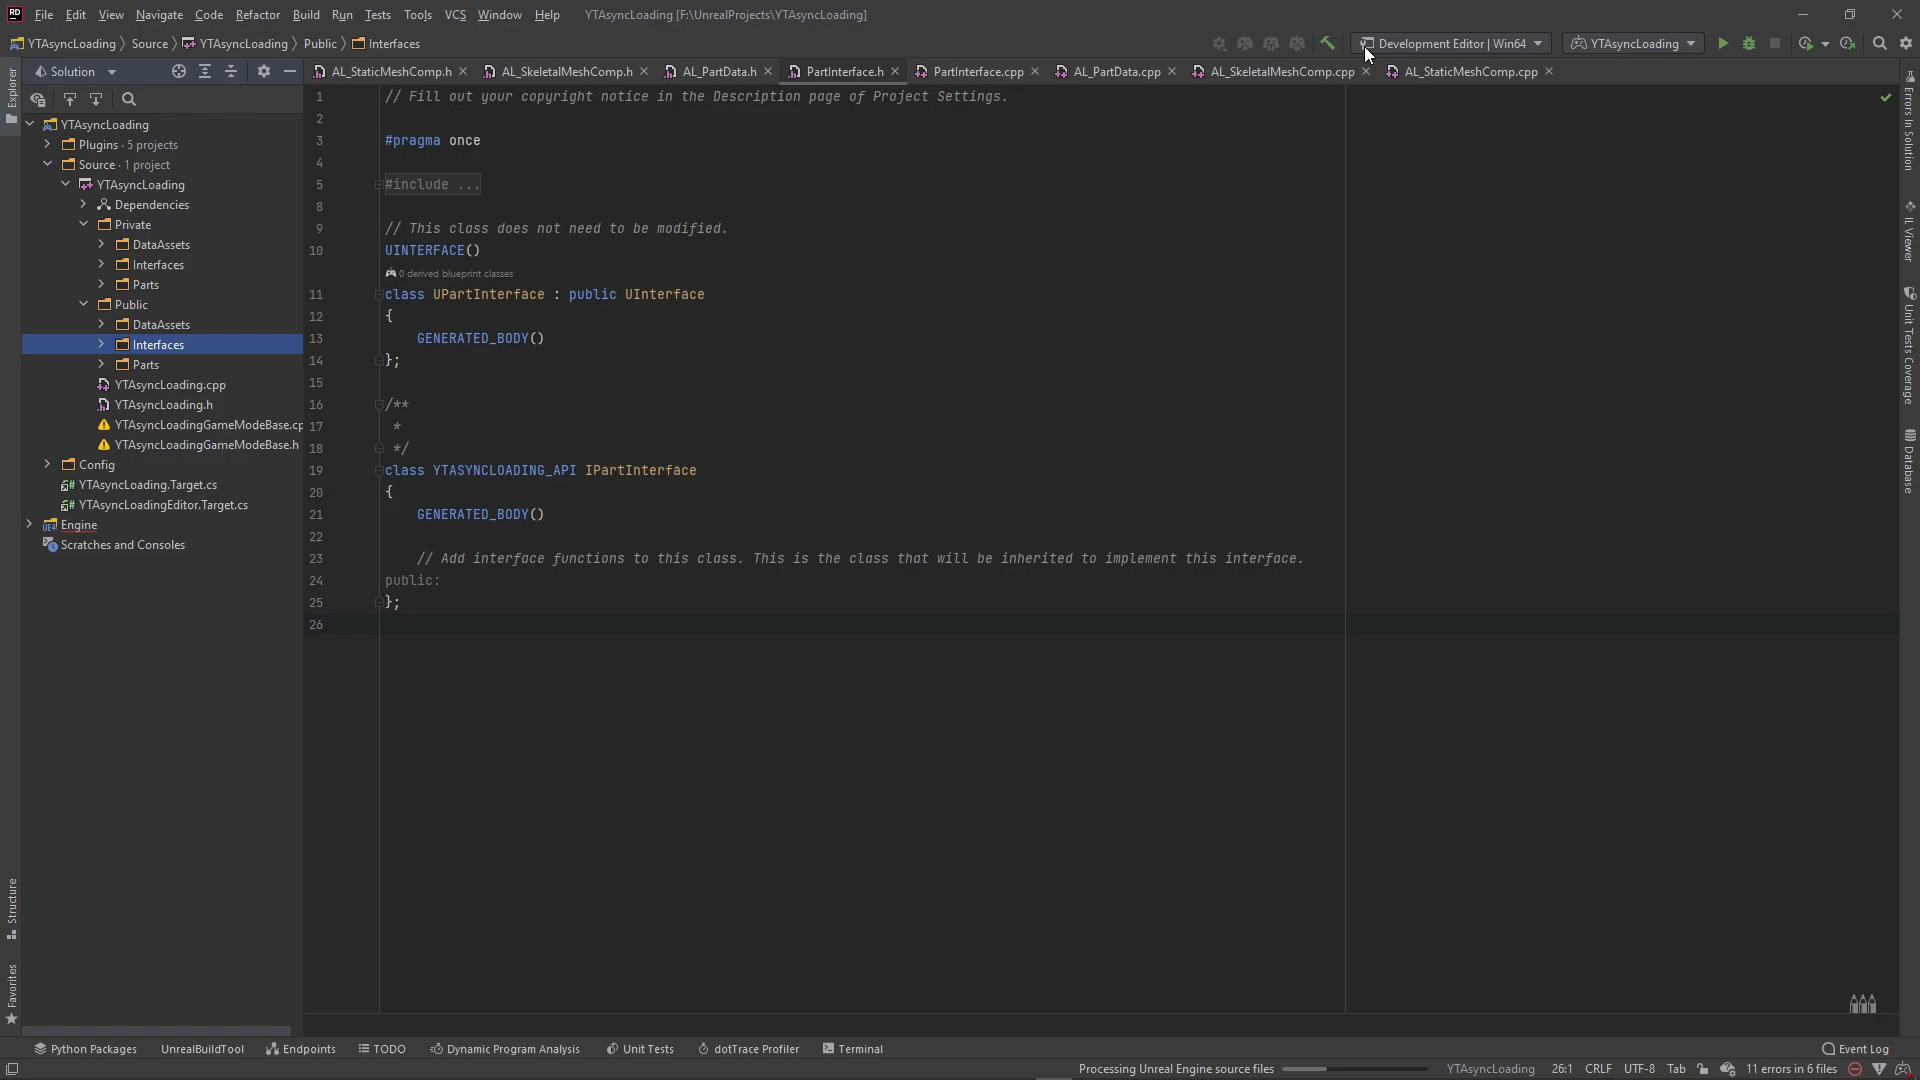 RD File Edit View Navigate Code Refactor Build Run Tests Tools VCS Window Help YTAsyncLoading [F:\UnrealProjects\YTAsyncLoading]
YTAsyncLoading Source YTAsyncLoading Public Interfaces Development Editor | Win64 YTAsyncLoading
Solution
AL_StaticMeshComp.h AL_SkeletalMeshComp.h AL_PartData.h PartInterface.h PartInterface.cpp AL_PartData.cpp AL_SkeletalMeshComp.cpp AL_StaticMeshComp.cpp
Explorer
Structure
Favorites
YTAsyncLoading
Plugins · 5 projects
Source · 1 project
YTAsyncLoading
Dependencies
Private
DataAssets
Interfaces
Parts
Public
DataAssets
Interfaces
Parts
YTAsyncLoading.cpp
YTAsyncLoading.h
YTAsyncLoadingGameModeBase.cp
YTAsyncLoadingGameModeBase.h
Config
YTAsyncLoading.Target.cs
YTAsyncLoadingEditor.Target.cs
UE4 Engine
Scratches and Consoles
1 // Fill out your copyright notice in the Description page of Project Settings.
2
3 #pragma once
4
5 #include ...
8
9 // This class does not need to be modified.
10 UINTERFACE()
0 derived blueprint classes
11 class UPartInterface : public UInterface
12 {
13 GENERATED_BODY()
14 };
15
16 /**
17 *
18 */
19 class YTASYNCLOADING_API IPartInterface
20 {
21 GENERATED_BODY()
22
23 // Add interface functions to this class. This is the class that will be inherited to implement this interface.
24 public:
25 };
26
Errors In Solution
IL Viewer
Unit Tests Coverage
Database
Python Packages UnrealBuildTool Endpoints TODO Dynamic Program Analysis Unit Tests dotTrace Profiler Terminal Event Log
Processing Unreal Engine source files YTAsyncLoading 26:1 CRLF UTF-8 Tab 11 errors in 6 files